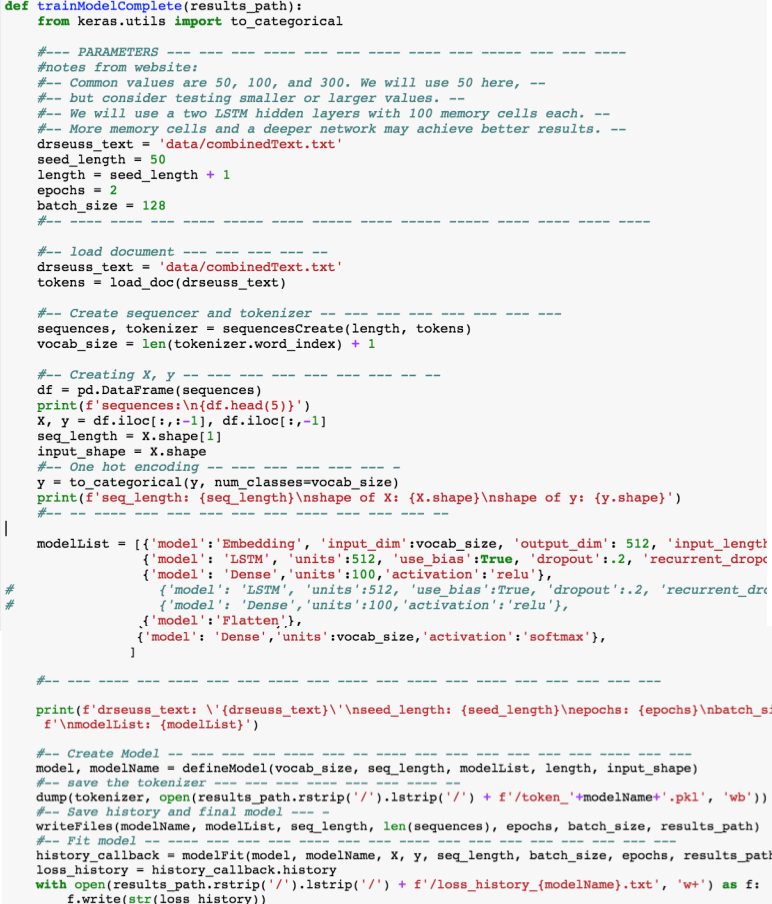 def trainModelComplete(results_path):
    from keras.utils import to_categorical
    #--- PARAMETERS --- --- --- ---- ---- --- ---- --- ----- --- --- ----
    #notes from website:
    #-- Common values are 50, 100, and 300. We will use 50 here, --
    #-- but consider testing smaller or larger values. --
    #-- We will use a two LSTM hidden layers with 100 memory cells each. --
    #-- More memory cells and a deeper network may achieve better results. --
    drseuss_text = 'data/combinedText.txt'
    seed_length = 50
    length = seed_length + 1
    epochs = 2
    batch_size = 128
    #-- ---- ---- --- ---- ----- ---- ----- ---- ---- ----- ---- ---- ---- ---- ----
    #-- load document --- --- --- --- --
    drseuss_text = 'data/combinedText.txt'
    tokens = load_doc(drseuss_text)
    #-- Create sequencer and tokenizer -- --- --- ---- --- --- --- ---
    sequences, tokenizer = sequencesCreate(length, tokens)
    vocab_size = len(tokenizer.word_index) + 1
    #-- Creating X, y -- --- --- --- --- --- --- -- --
    df = pd.DataFrame(sequences)
    print(f'sequences:\n{df.head(5)}')
    X, y = df.iloc[:,:-1], df.iloc[:,-1]
    seq_length = X.shape[1]
    input_shape = X.shape
    #-- One hot encoding -- --- --- --- --- --- -
    y = to_categorical(y, num_classes=vocab_size)
    print(f'seq_length: {seq_length}\nshape of X: {X.shape}\nshape of y: {y.shape}')
    #-- -- ---- --- --- ---- --- --- ---- --- --- --- --
    modelList = [{'model':'Embedding', 'input_dim':vocab_size, 'output_dim': 512, 'input_length
                 {'model': 'LSTM', 'units':512, 'use_bias':True, 'dropout':.2, 'recurrent_dropo
                 {'model': 'Dense','units':100,'activation':'relu'},
#                  {'model': 'LSTM', 'units':512, 'use_bias':True, 'dropout':.2, 'recurrent_dro
#                  {'model': 'Dense','units':100,'activation':'relu'},
                 {'model':'Flatten'},
                 {'model': 'Dense','units':vocab_size,'activation':'softmax'},
                ]
    #-- --- ---- --- ---- --- ---- --- ---- --- ---- --- --- --- --- --- ---
    print(f'drseuss_text: \'{drseuss_text}\'\nseed_length: {seed_length}\nepochs: {epochs}\nbatch_si
     f'\nmodelList: {modelList}')
    #-- Create Model -- --- --- --- --- ---- --- --- --- --- --- --- ---
    model, modelName = defineModel(vocab_size, seq_length, modelList, length, input_shape)
    #-- save the tokenizer --- --- --- ---- ---- --- ---- --
    dump(tokenizer, open(results_path.rstrip('/').lstrip('/') + f'/token_'+modelName+'.pkl', 'wb'))
    #-- Save history and final model --- -
    writeFiles(modelName, modelList, seq_length, len(sequences), epochs, batch_size, results_path)
    #-- Fit model -- ---- --- --- ---- --- --- ---- --- --- ---- --- --- ---
    history_callback = modelFit(model, modelName, X, y, seq_length, batch_size, epochs, results_path
    loss_history = history_callback.history
    with open(results_path.rstrip('/').lstrip('/') + f'/loss_history_{modelName}.txt', 'w+') as f:
        f.write(str(loss_history))